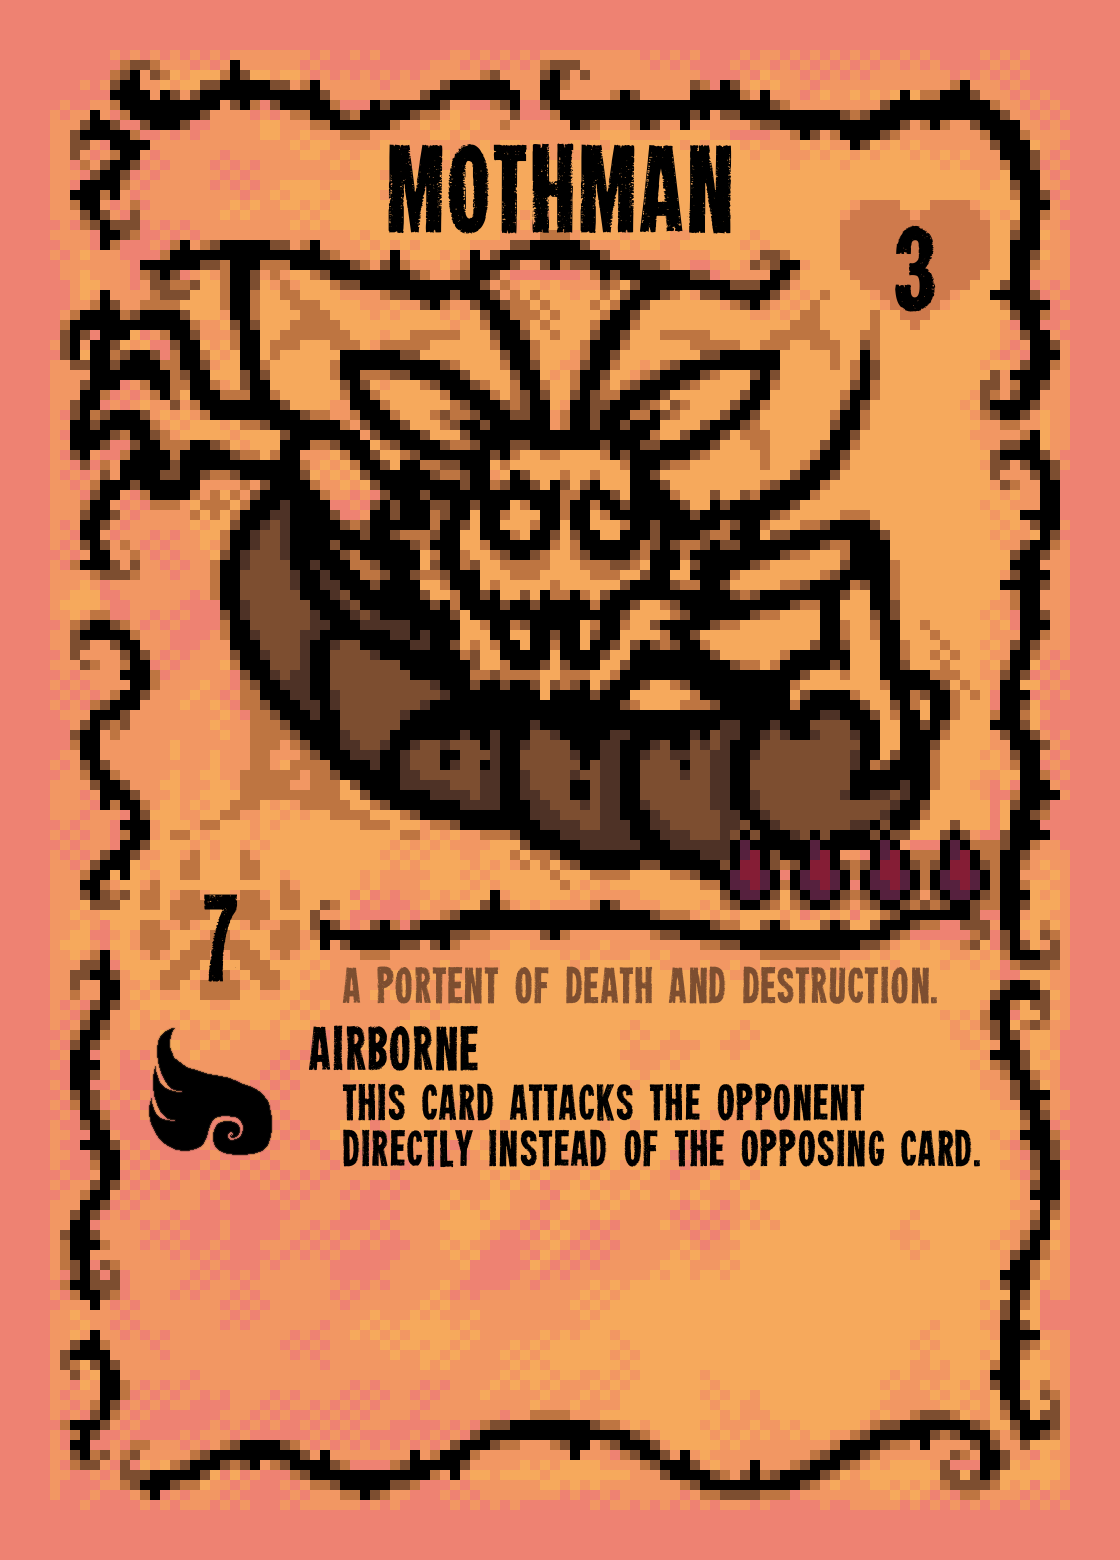 MOTHMAN
3
7
A PORTENT OF DEATH AND DESTRUCTION.
AIRBORNE
THIS CARD ATTACKS THE OPPONENT
DIRECTLY INSTEAD OF THE OPPOSING CARD.